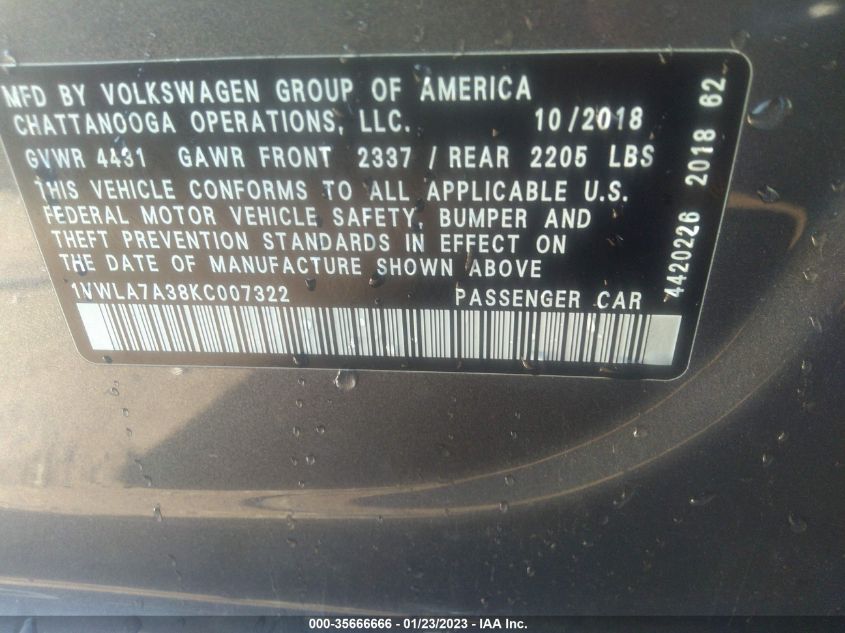 MFD BY VOLKSWAGEN GROUP OF AMERICA
CHATTANOOGA OPERATIONS, LLC. 10/2018
GVWR 4431 GAWR FRONT 2337 / REAR 2205 LBS
THIS VEHICLE CONFORMS TO ALL APPLICABLE U.S.
FEDERAL MOTOR VEHICLE SAFETY, BUMPER AND
THEFT PREVENTION STANDARDS IN EFFECT ON
THE DATE OF MANUFACTURE SHOWN ABOVE
1VWLA7A38KC007322 PASSENGER CAR
4420226 2018 62
000-35666666 - 01/23/2023 - IAA Inc.